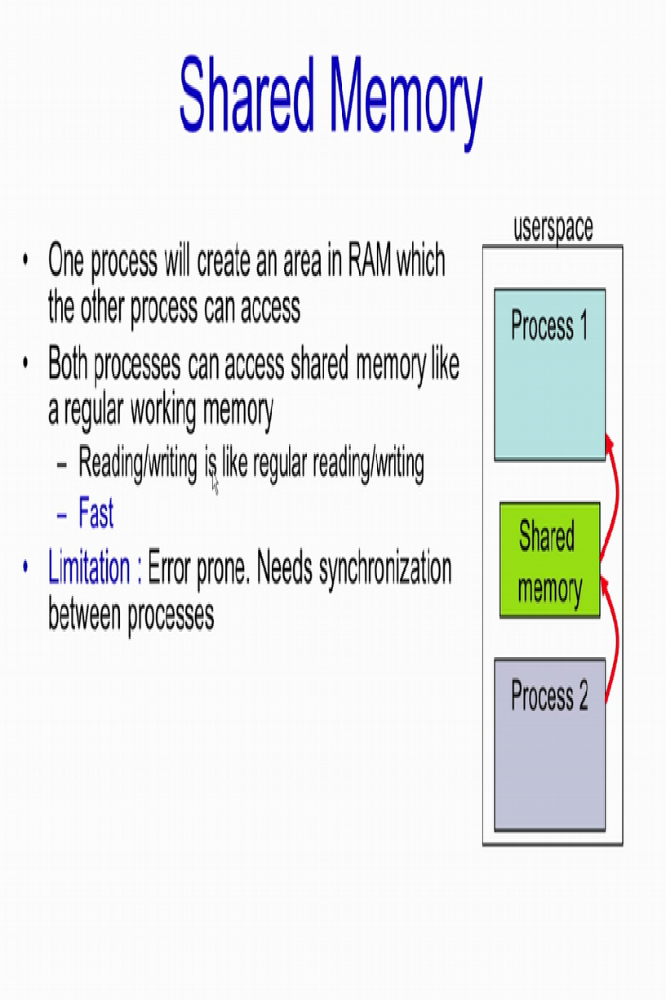 Shared Memory
• One process will create an area in RAM which
the other process can access
• Both processes can access shared memory like
a regular working memory
– Reading/writing is like regular reading/writing
– Fast
• Limitation : Error prone. Needs synchronization
between processes
userspace
Process 1
Shared
memory
Process 2